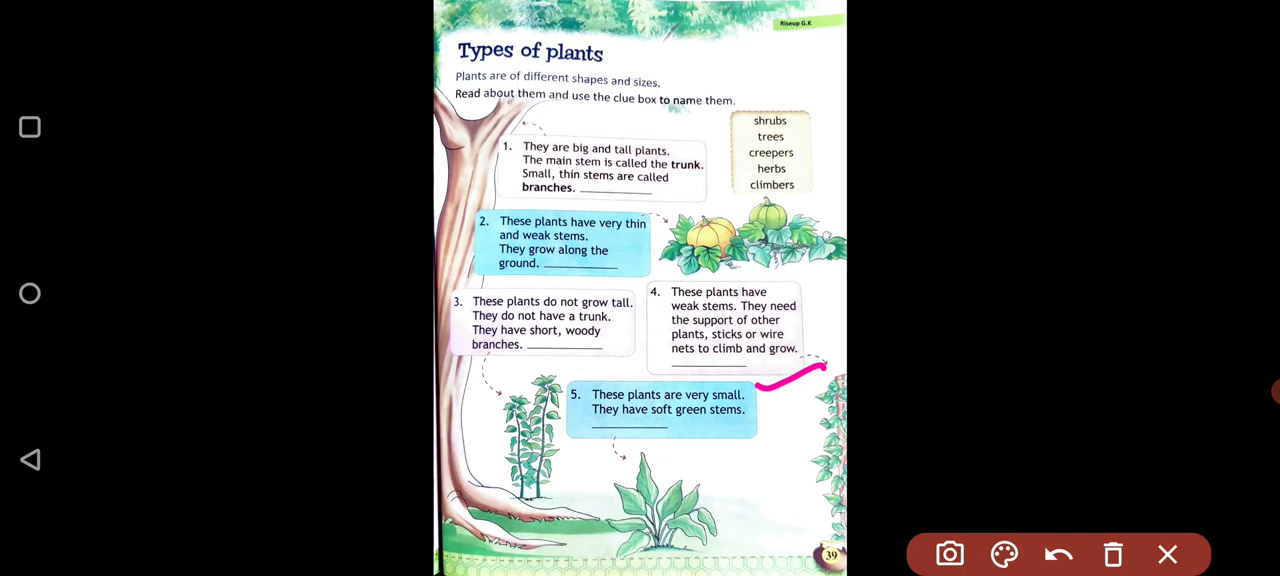 Riseup G.K
Types of plants
Plants are of different shapes and sizes.
Read about them and use the clue box to name them.
shrubs
trees
creepers
herbs
climbers
1. They are big and tall plants.
The main stem is called the trunk.
Small, thin stems are called
branches.
2. These plants have very thin
and weak stems.
They grow along the
ground.
3. These plants do not grow tall.
They do not have a trunk.
They have short, woody
branches.
4. These plants have
weak stems. They need
the support of other
plants, sticks or wire
nets to climb and grow.
5. These plants are very small.
They have soft green stems.
39